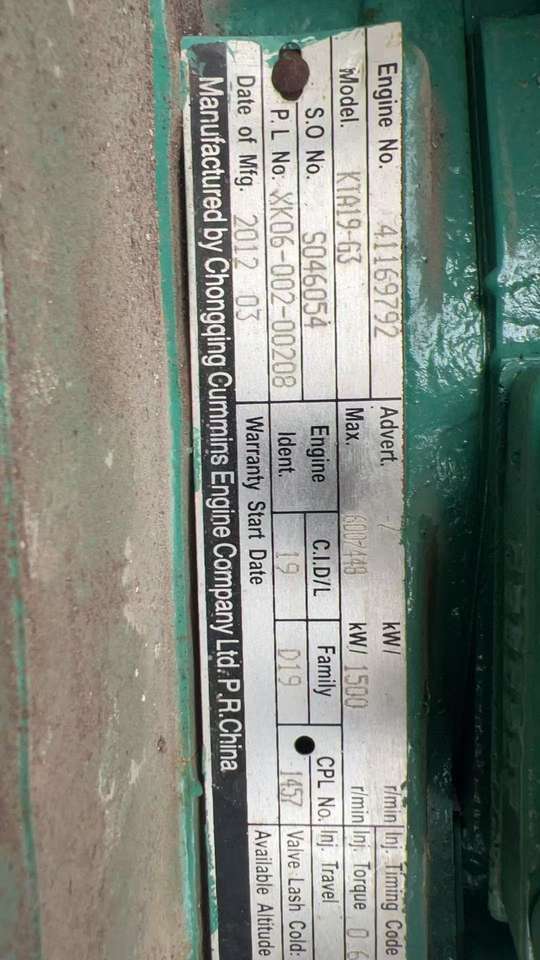 Engine No. 41169792 Advert. / kW/ r/min Inj. Timing Code
Model. KTA19-G3 Max. 600-448 kW/ 1500 r/min Inj. Torque 0.6
S.O No. SO46054 Engine C.I.D/L Family CPL No. Inj. Travel
P.L No. XK06-002-00208 Ident. 19 D19 1457 Valve Lash Cold:
Date of Mfg. 2012 03 Warranty Start Date Available Altitude
Manufactured by Chongqing Cummins Engine Company Ltd. P.R.China